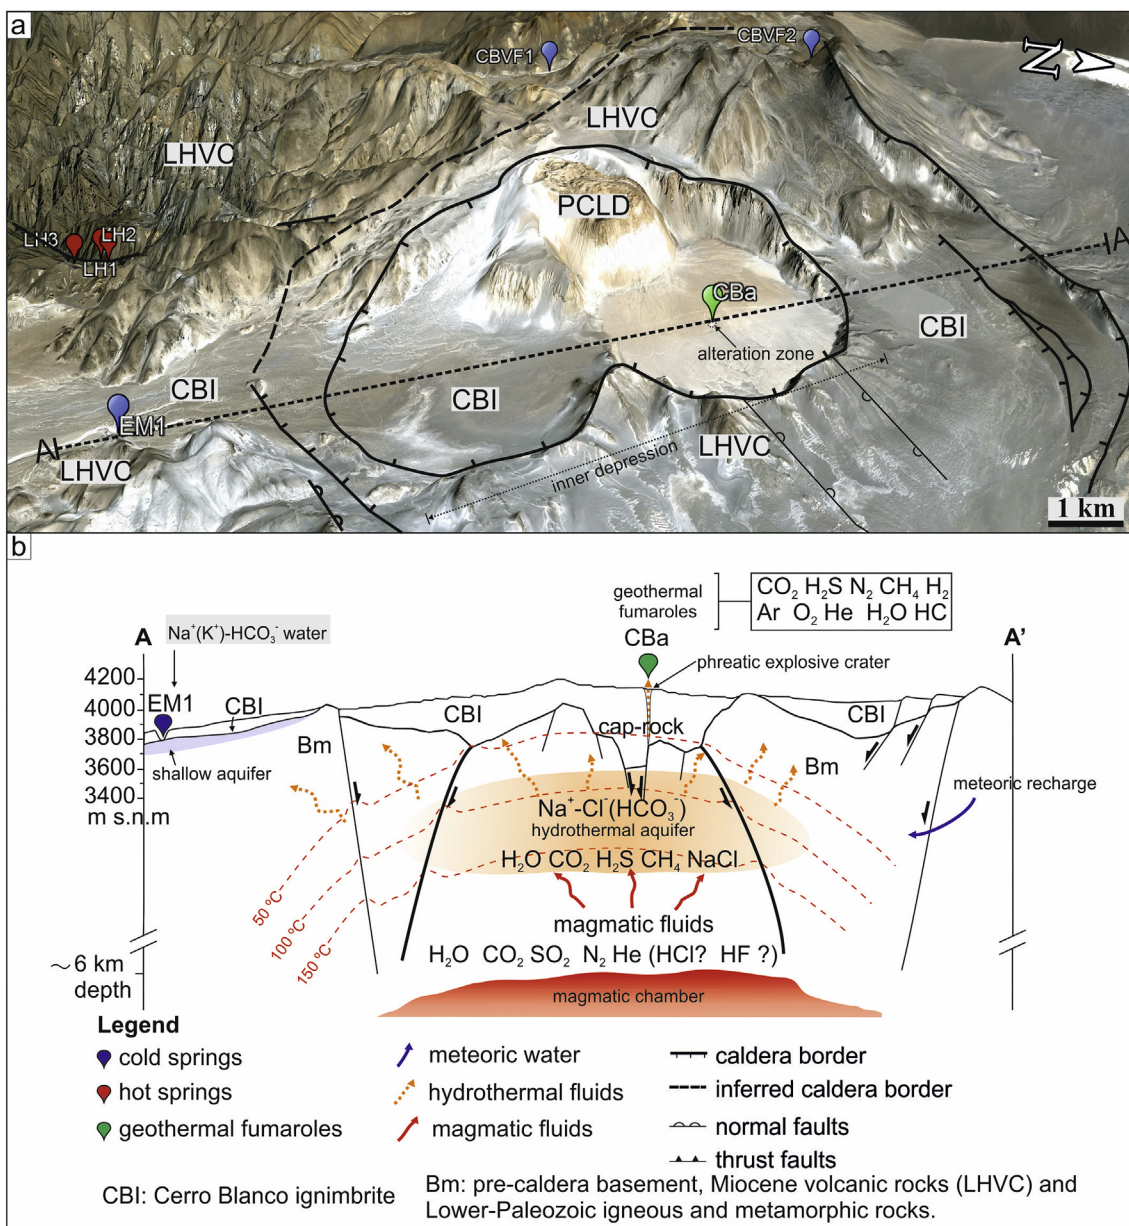 a
CBVF1
CBVF2
N
LHVC
LHVC
PCLD
LH3
LH2
LH1
CBa
alteration zone
A'
CBI
CBI
CBI
EM1
A
LHVC
LHVC
inner depression
1 km
b
geothermal
fumaroles
CO₂ H₂S N₂ CH₄ H₂
Ar O₂ He H₂O HC
Na⁺(K⁺)-HCO₃⁻ water
A
CBa
A'
phreatic explosive crater
4200
4000
3800
3600
3400
m s.n.m
EM1
CBI
CBI
cap-rock
CBI
Bm
shallow aquifer
Bm
meteoric recharge
Na⁺-Cl⁻(HCO₃⁻)
hydrothermal aquifer
H₂O CO₂ H₂S CH₄ NaCl
50 ºC
100 ºC
150 ºC
magmatic fluids
H₂O CO₂ SO₂ N₂ He (HCl? HF ?)
~6 km
depth
magmatic chamber
Legend
cold springs
hot springs
geothermal fumaroles
meteoric water
hydrothermal fluids
magmatic fluids
caldera border
inferred caldera border
normal faults
thrust faults
CBI: Cerro Blanco ignimbrite
Bm: pre-caldera basement, Miocene volcanic rocks (LHVC) and
Lower-Paleozoic igneous and metamorphic rocks.